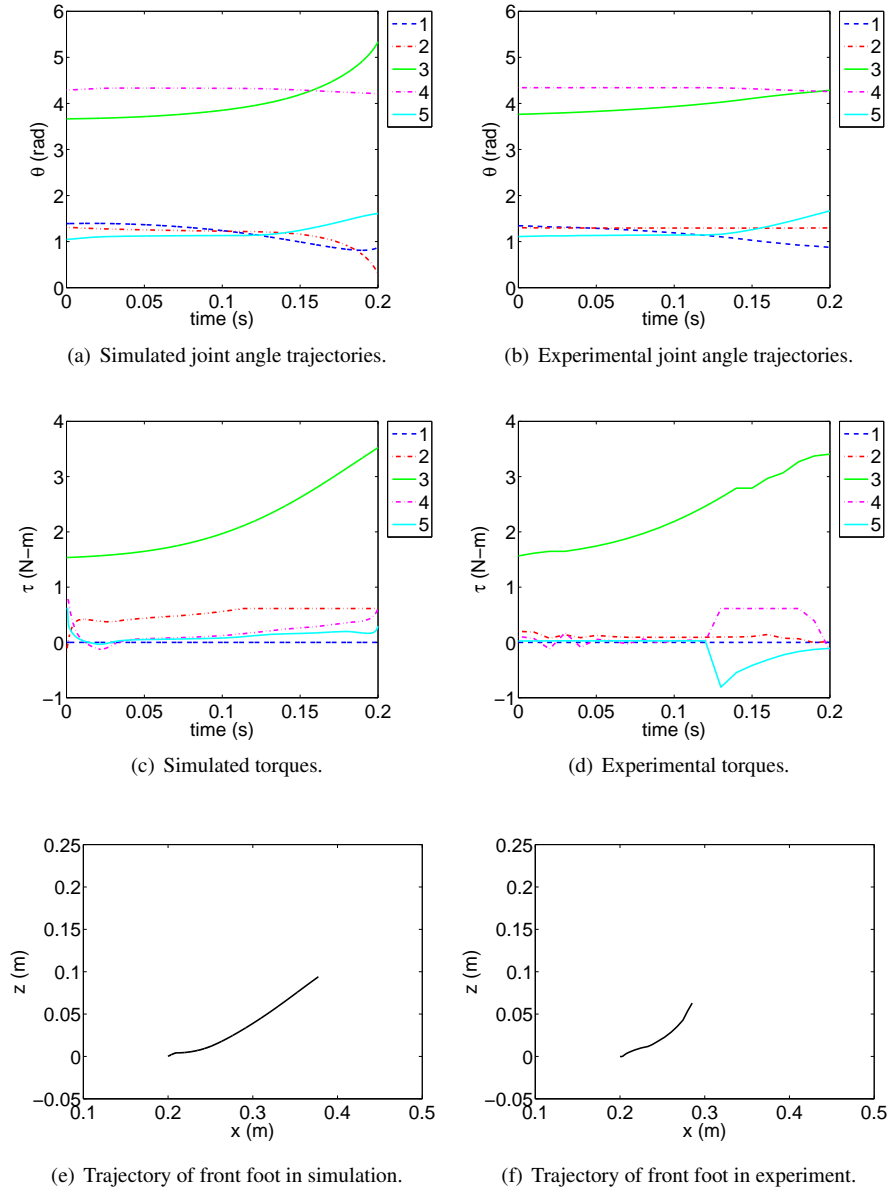 6
5
4
3
2
1
0
θ (rad)
0 0.05 0.1 0.15 0.2
time (s)
1
2
3
4
5
(a) Simulated joint angle trajectories.
6
5
4
3
2
1
0
θ (rad)
0 0.05 0.1 0.15 0.2
time (s)
1
2
3
4
5
(b) Experimental joint angle trajectories.
4
3
2
1
0
−1
τ (N−m)
0 0.05 0.1 0.15 0.2
time (s)
1
2
3
4
5
(c) Simulated torques.
4
3
2
1
0
−1
τ (N−m)
0 0.05 0.1 0.15 0.2
time (s)
1
2
3
4
5
(d) Experimental torques.
0.25
0.2
0.15
0.1
0.05
0
−0.05
z (m)
0.1 0.2 0.3 0.4 0.5
x (m)
(e) Trajectory of front foot in simulation.
0.25
0.2
0.15
0.1
0.05
0
−0.05
z (m)
0.1 0.2 0.3 0.4 0.5
x (m)
(f) Trajectory of front foot in experiment.